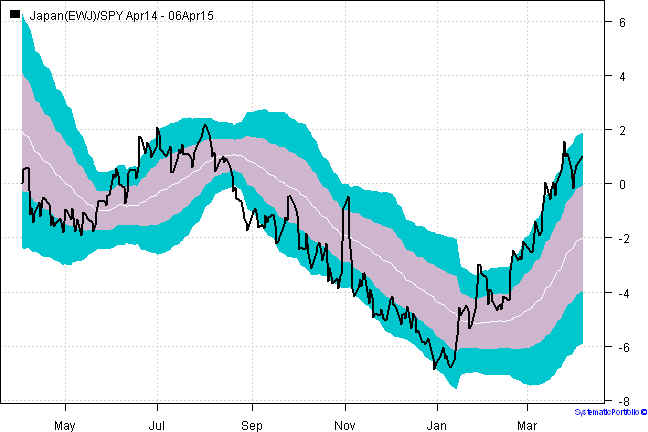 Japan(EWJ)/SPY Apr14 - 06Apr15
6
4
2
0
-2
-4
-6
-8
May
Jul
Sep
Nov
Jan
Mar
SystematicPortfolio ©